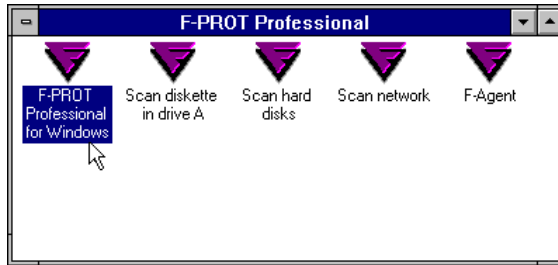 F-PROT Professional
F-PROT
Professional
for Windows
Scan diskette
in drive A
Scan hard
disks
Scan network
F-Agent